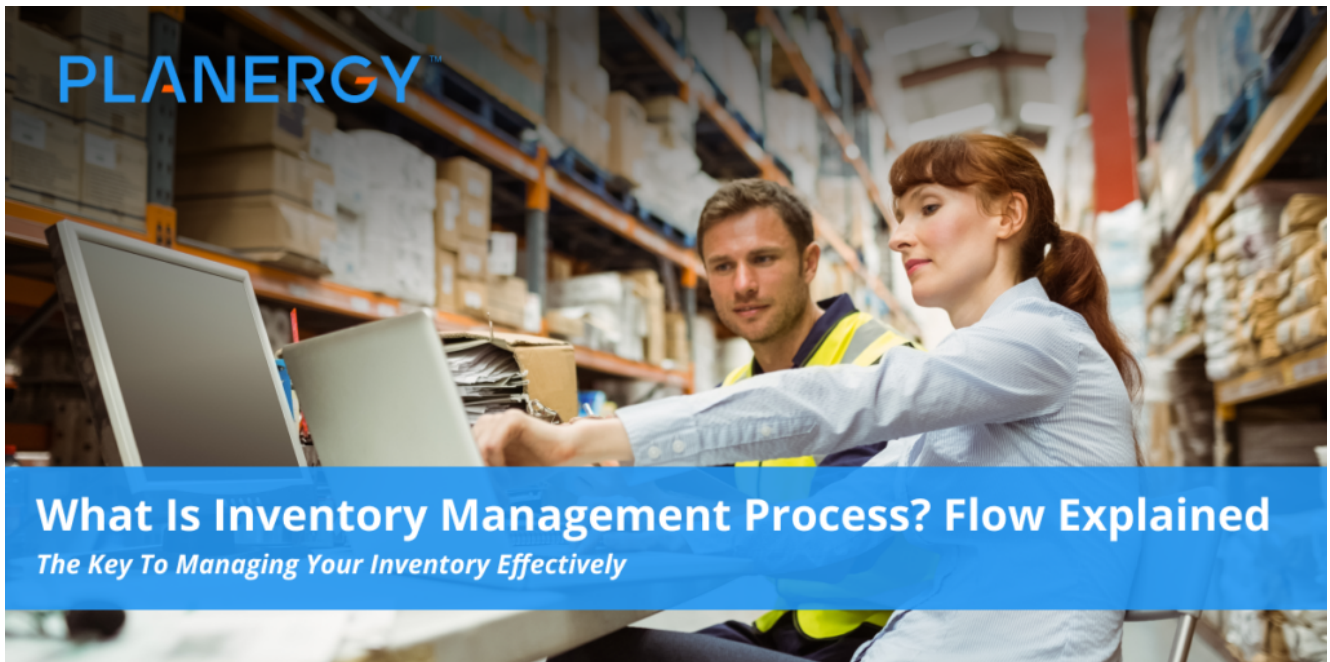 PLANERGY™
What Is Inventory Management Process? Flow Explained
The Key To Managing Your Inventory Effectively